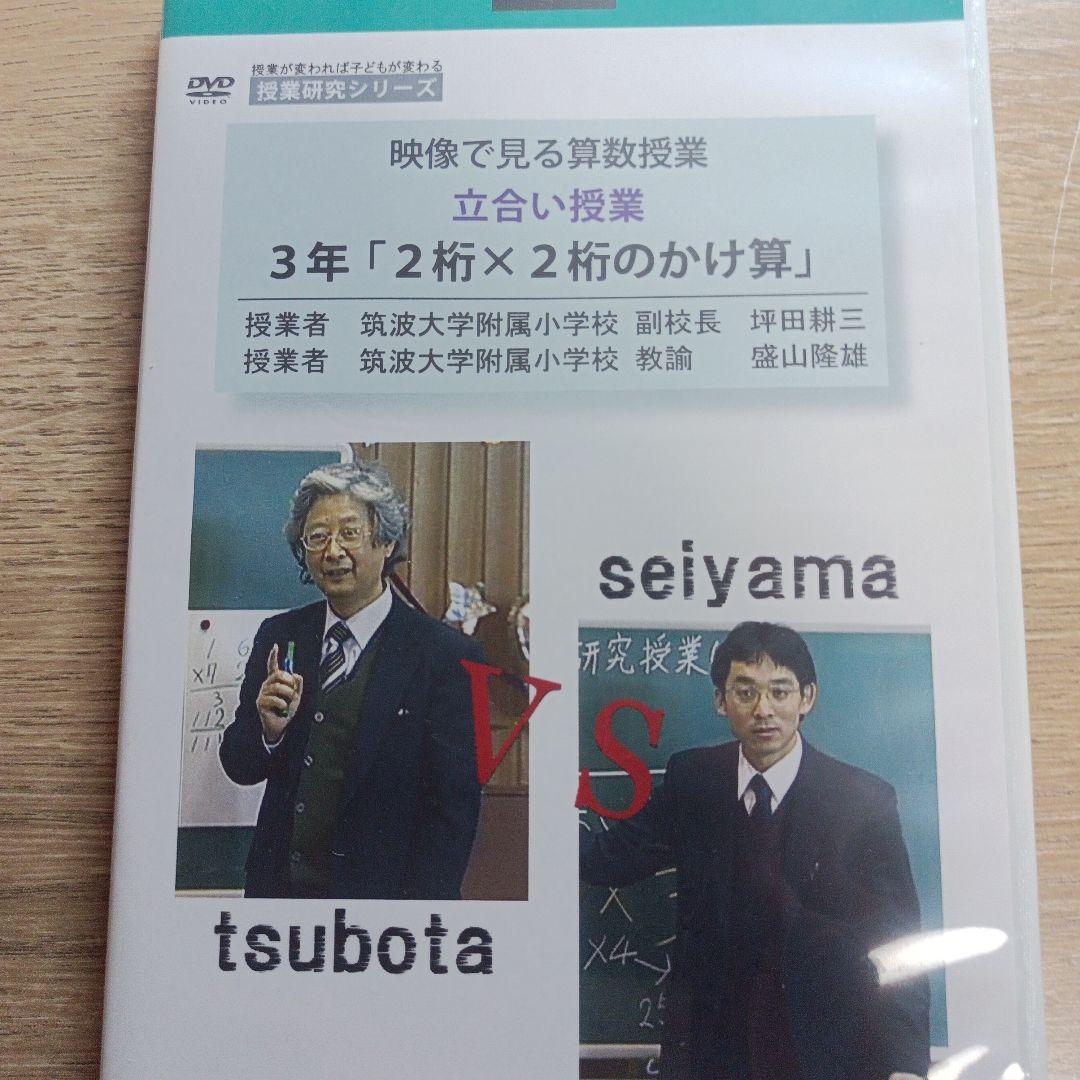 授業が変われば子どもが変わる
DVD VIDEO
授業研究シリーズ
映像で見る算数授業
立合い授業
3年「2桁×2桁のかけ算」
授業者 筑波大学附属小学校 副校長 坪田耕三
授業者 筑波大学附属小学校 教諭 盛山隆雄
seiyama
研究授業
VS
×7
3
112
×4
tsubota